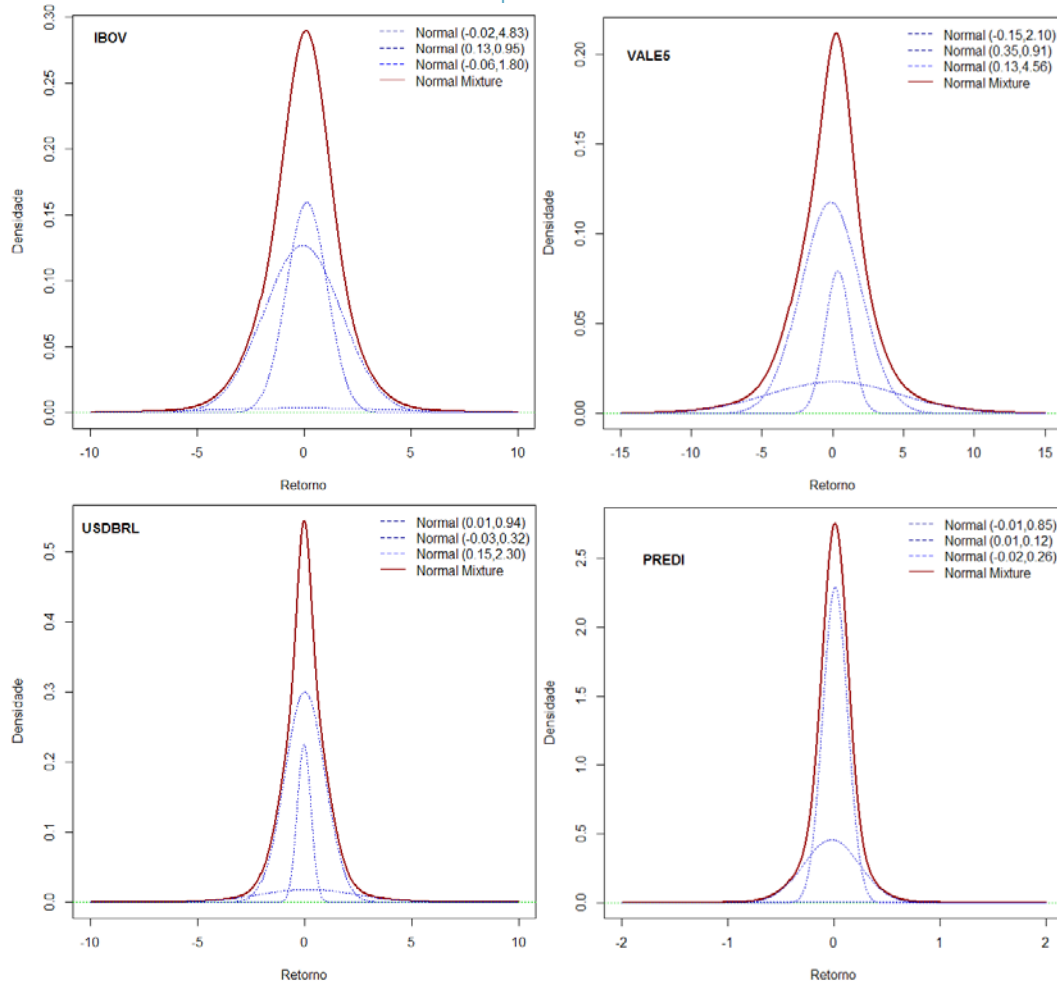 IBOV
Normal (-0.02,4.83)
Normal (0.13,0.95)
Normal (-0.06,1.80)
Normal Mixture
Densidade
0.00
0.05
0.10
0.15
0.20
0.25
0.30
-10
-5
0
5
10
Retorno
VALE5
Normal (-0.15,2.10)
Normal (0.35,0.91)
Normal (0.13,4.56)
Normal Mixture
Densidade
0.00
0.05
0.10
0.15
0.20
-15
-10
-5
0
5
10
15
Retorno
USDBRL
Normal (0.01,0.94)
Normal (-0.03,0.32)
Normal (0.15,2.30)
Normal Mixture
Densidade
0.0
0.1
0.2
0.3
0.4
0.5
-10
-5
0
5
10
Retorno
PREDI
Normal (-0.01,0.85)
Normal (0.01,0.12)
Normal (-0.02,0.26)
Normal Mixture
Densidade
0.0
0.5
1.0
1.5
2.0
2.5
-2
-1
0
1
2
Retorno